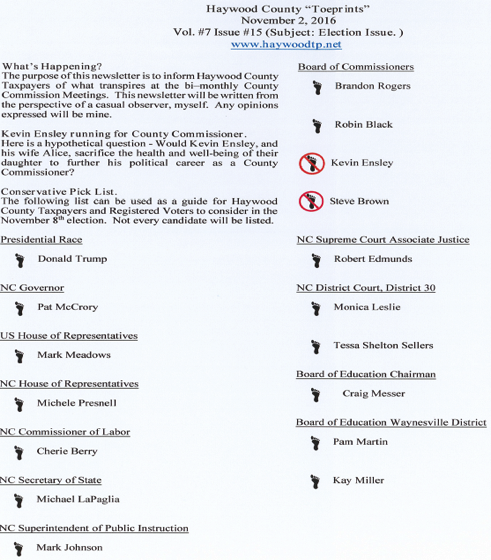 Haywood County “Toeprints”
November 2, 2016
Vol. #7 Issue #15 (Subject: Election Issue. )
www.haywoodtp.net
What's Happening?
The purpose of this newsletter is to inform Haywood County
Taxpayers of what transpires at the bi–monthly County
Commission Meetings. This newsletter will be written from
the perspective of a casual observer, myself. Any opinions
expressed will be mine.
Kevin Ensley running for County Commissioner.
Here is a hypothetical question - Would Kevin Ensley, and
his wife Alice, sacrifice the health and well-being of their
daughter to further his political career as a County
Commissioner?
Conservative Pick List.
The following list can be used as a guide for Haywood
County Taxpayers and Registered Voters to consider in the
November 8th election. Not every candidate will be listed.
Presidential Race
Donald Trump
NC Governor
Pat McCrory
US House of Representatives
Mark Meadows
NC House of Representatives
Michele Presnell
NC Commissioner of Labor
Cherie Berry
NC Secretary of State
Michael LaPaglia
NC Superintendent of Public Instruction
Mark Johnson
Board of Commissioners
Brandon Rogers
Robin Black
Kevin Ensley
Steve Brown
NC Supreme Court Associate Justice
Robert Edmunds
NC District Court, District 30
Monica Leslie
Tessa Shelton Sellers
Board of Education Chairman
Craig Messer
Board of Education Waynesville District
Pam Martin
Kay Miller